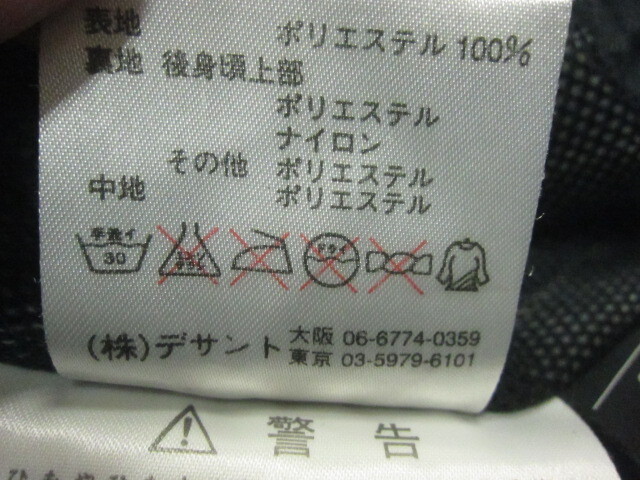 表地 ポリエステル 100%
裏地 後身頃上部
ポリエステル
ナイロン
その他 ポリエステル
中地 ポリエステル
手洗イ
30
(株)デサント 大阪 06-6774-0359
東京 03-5979-6101
警告